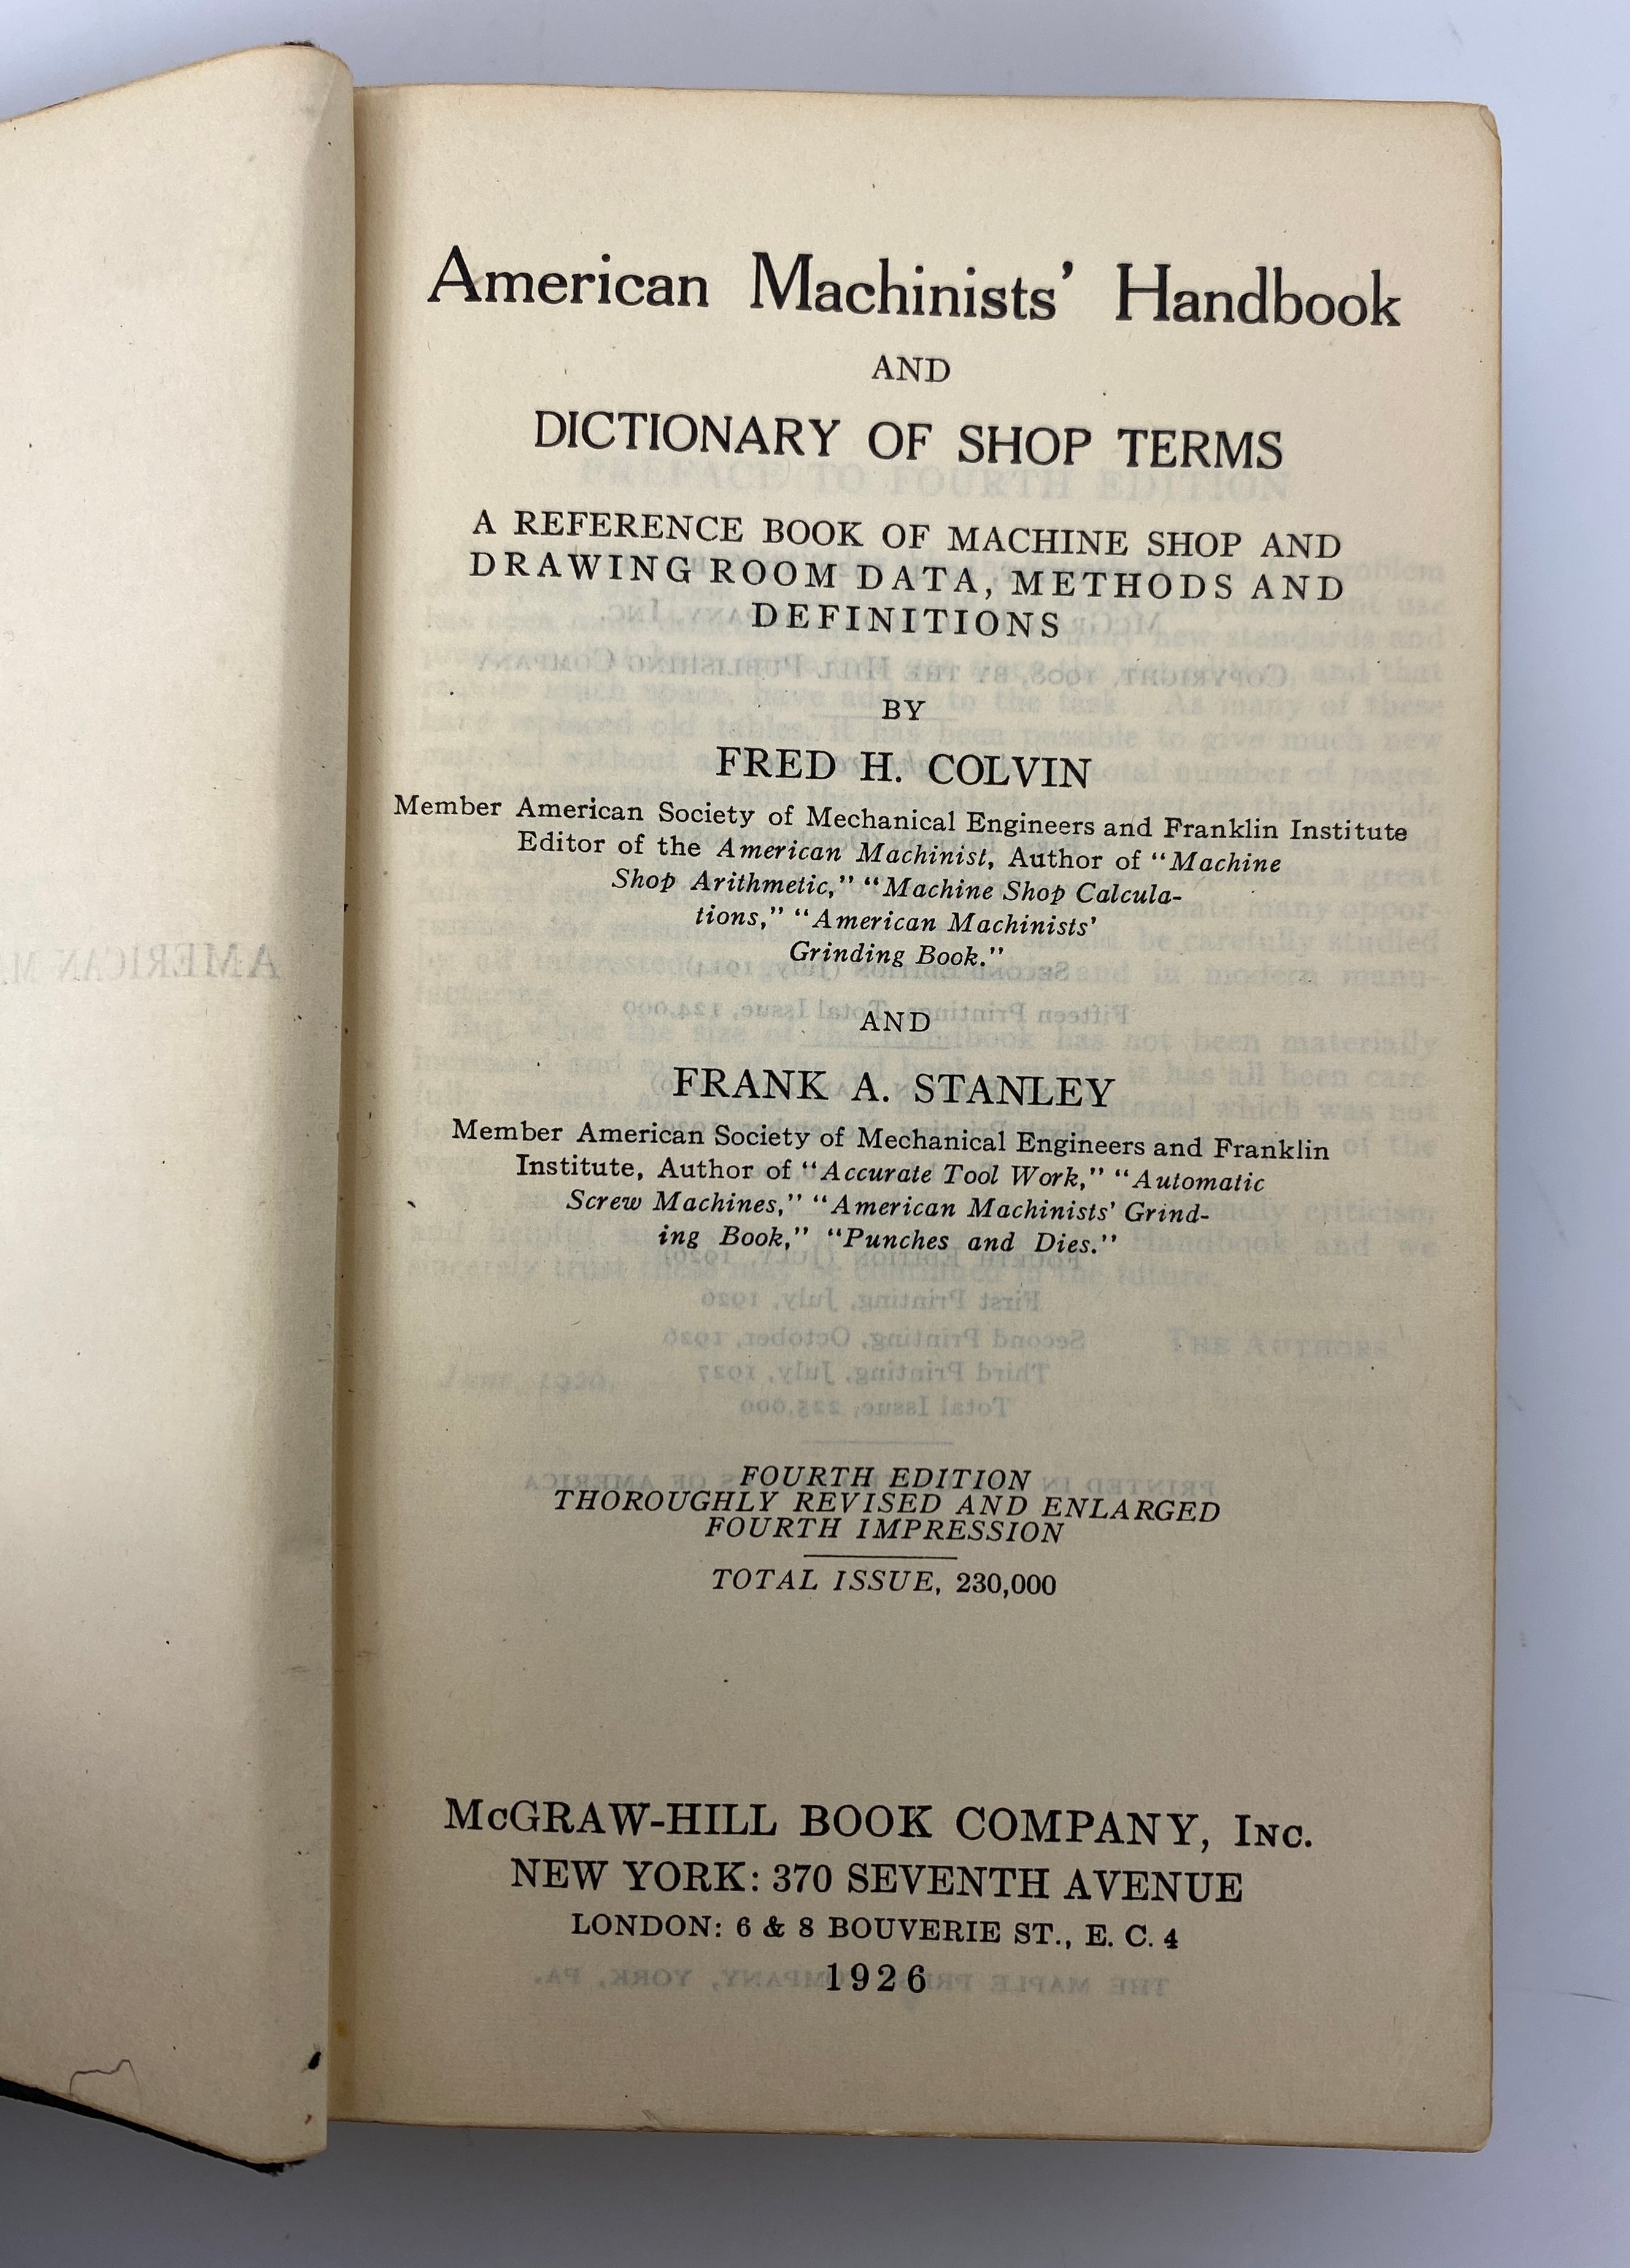 American Machinists' Handbook
AND
DICTIONARY OF SHOP TERMS
A REFERENCE BOOK OF MACHINE SHOP AND
DRAWING ROOM DATA, METHODS AND
DEFINITIONS
BY
FRED H. COLVIN
Member American Society of Mechanical Engineers and Franklin Institute
Editor of the American Machinist, Author of "Machine
Shop Arithmetic," "Machine Shop Calcula-
tions," "American Machinists'
Grinding Book."
AND
FRANK A. STANLEY
Member American Society of Mechanical Engineers and Franklin
Institute, Author of "Accurate Tool Work," "Automatic
Screw Machines," "American Machinists' Grind-
ing Book," "Punches and Dies."
FOURTH EDITION
THOROUGHLY REVISED AND ENLARGED
FOURTH IMPRESSION
TOTAL ISSUE, 230,000
McGRAW-HILL BOOK COMPANY, INC.
NEW YORK: 370 SEVENTH AVENUE
LONDON: 6 & 8 BOUVERIE ST., E. C. 4
1926